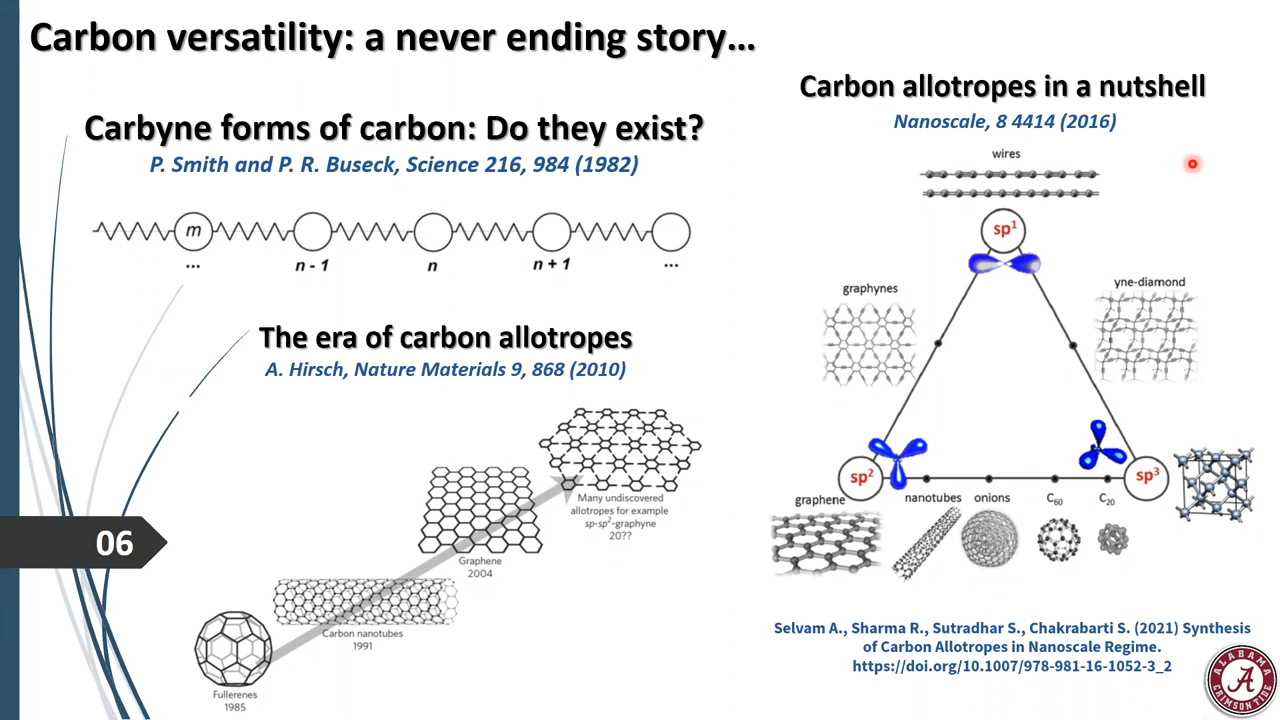 Carbon versatility: a never ending story…
Carbyne forms of carbon: Do they exist?
P. Smith and P. R. Buseck, Science 216, 984 (1982)
m
... n - 1 n n + 1 ...
The era of carbon allotropes
A. Hirsch, Nature Materials 9, 868 (2010)
Many undiscovered
allotropes for example
sp-sp²-graphyne
20??
Graphene
2004
Carbon nanotubes
1991
Fullerenes
1985
06
Carbon allotropes in a nutshell
Nanoscale, 8 4414 (2016)
wires
sp¹
graphynes
yne-diamond
sp²
sp³
graphene
nanotubes
onions
C₆₀
C₂₀
Selvam A., Sharma R., Sutradhar S., Chakrabarti S. (2021) Synthesis
of Carbon Allotropes in Nanoscale Regime.
https://doi.org/10.1007/978-981-16-1052-3_2
ALABAMA
A
CRIMSON TIDE